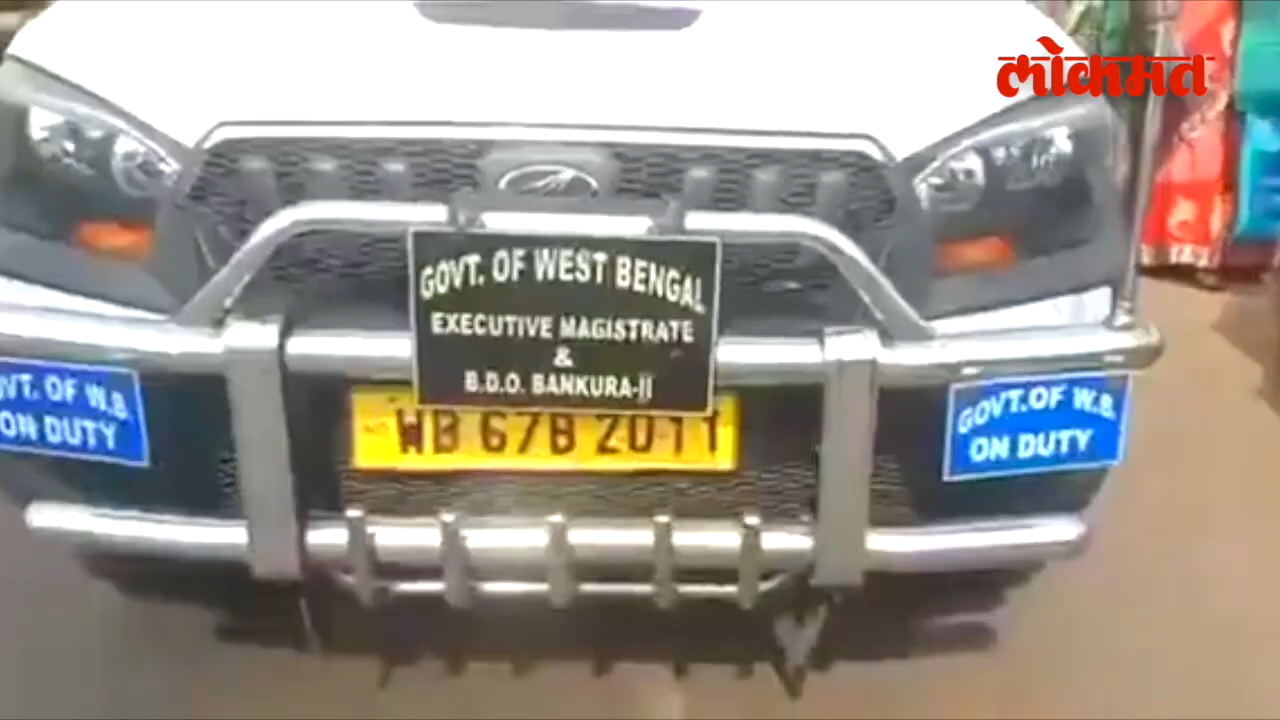 लोकमत
GOVT. OF WEST BENGAL
EXECUTIVE MAGISTRATE
&
B.D.O. BANKURA-II
WB 67B 2011
VT. OF W.B.
ON DUTY
GOVT.OF W.B.
ON DUTY